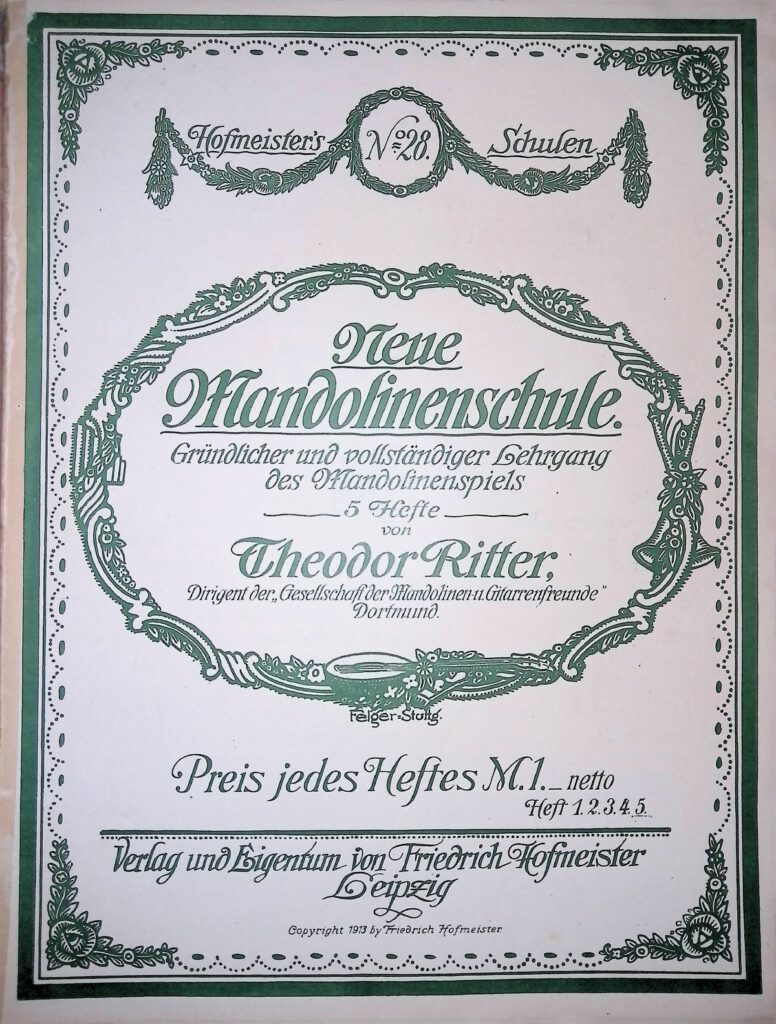 Hofmeister's No 28. Schulen
Neue
Mandolinenschule.
Gründlicher und vollständiger Lehrgang
des Mandolinenspiels
5 Hefte
von
Theodor Ritter,
Dirigent der „Gesellschaft der Mandolinen- u. Gitarrenfreunde"
Dortmund.
Felger-Stuttg.
Preis jedes Heftes M.1.– netto
Heft 1. 2. 3. 4. 5.
Verlag und Eigentum von Friedrich Hofmeister
Leipzig
Copyright 1913 by Friedrich Hofmeister